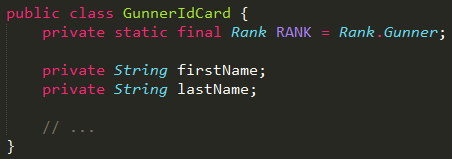 public class GunnerIdCard {
    private static final Rank RANK = Rank.Gunner;
    private String firstName;
    private String lastName;
    // ...
}